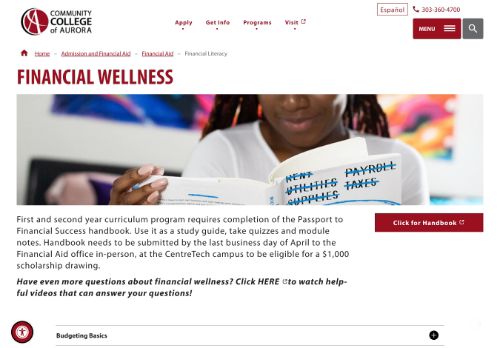 COMMUNITY
COLLEGE
of AURORA
Español
303-360-4700
Apply
Get Info
Programs
Visit
MENU
Home – Admission and Financial Aid – Financial Aid – Financial Literacy
FINANCIAL WELLNESS
RENT PAYROLL
UTILITIES TAXES
SUPPLIES
First and second year curriculum program requires completion of the Passport to
Financial Success handbook. Use it as a study guide, take quizzes and module
notes. Handbook needs to be submitted by the last business day of April to the
Financial Aid office in-person, at the CentreTech campus to be eligible for a $1,000
scholarship drawing.
Click for Handbook
Have even more questions about financial wellness? Click HERE to watch help-
ful videos that can answer your questions!
Budgeting Basics